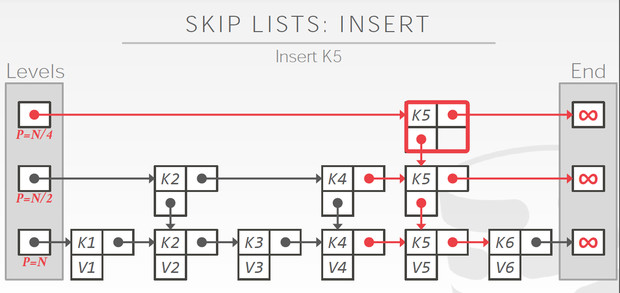 SKIP LISTS: INSERT
Insert K5
Levels End
K5 ∞
P=N/4
K2 K4 K5 ∞
P=N/2
K1 K2 K3 K4 K5 K6 ∞
P=N V1 V2 V3 V4 V5 V6